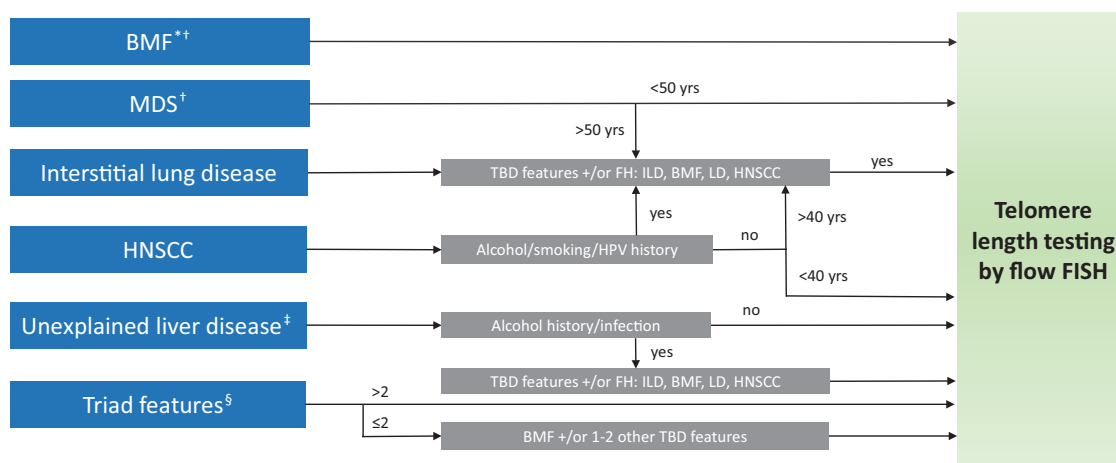 BMF*†
MDS†
<50 yrs
>50 yrs
Interstitial lung disease
TBD features +/or FH: ILD, BMF, LD, HNSCC
yes
yes
>40 yrs
HNSCC
Alcohol/smoking/HPV history
no
<40 yrs
Unexplained liver disease‡
Alcohol history/infection
no
yes
TBD features +/or FH: ILD, BMF, LD, HNSCC
Triad features§
>2
≤2
BMF +/or 1-2 other TBD features
Telomere
length testing
by flow FISH